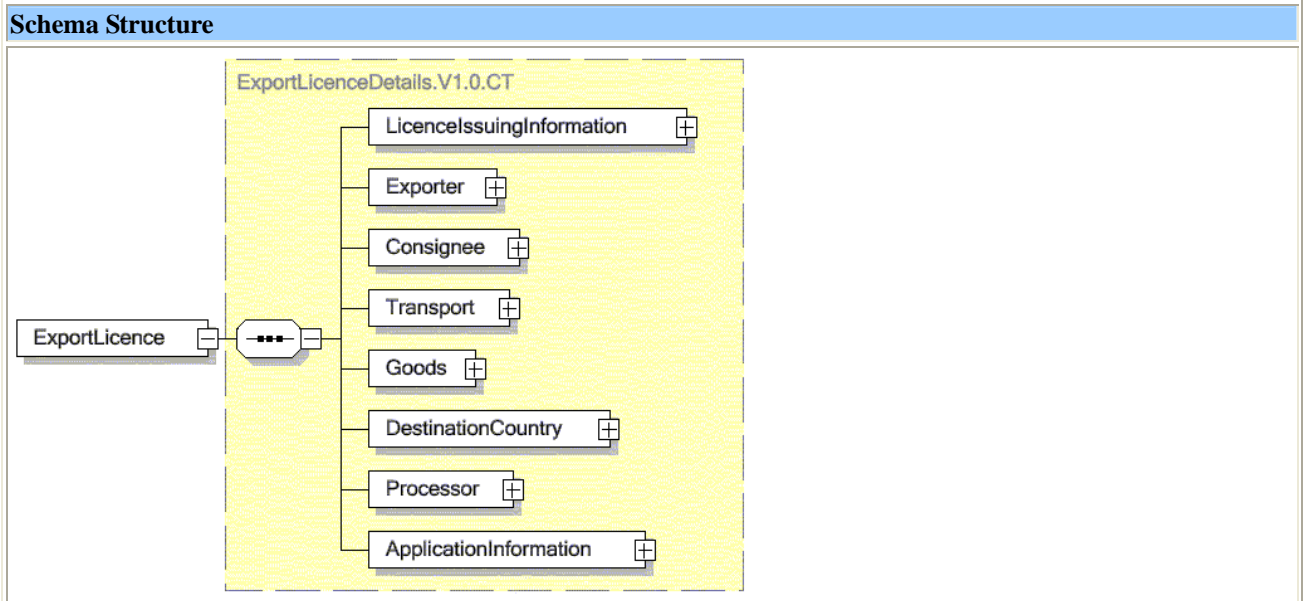 Schema Structure
ExportLicenceDetails.V1.0.CT
LicenceIssuingInformation
Exporter
Consignee
Transport
ExportLicence
Goods
DestinationCountry
Processor
ApplicationInformation